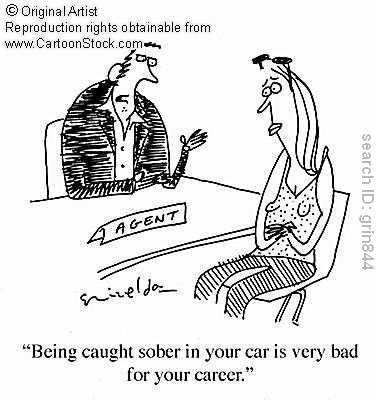 © Original Artist
Reproduction rights obtainable from
www.CartoonStock.com
search ID: grin844
AGENT
Grizelda
“Being caught sober in your car is very bad
for your career.”